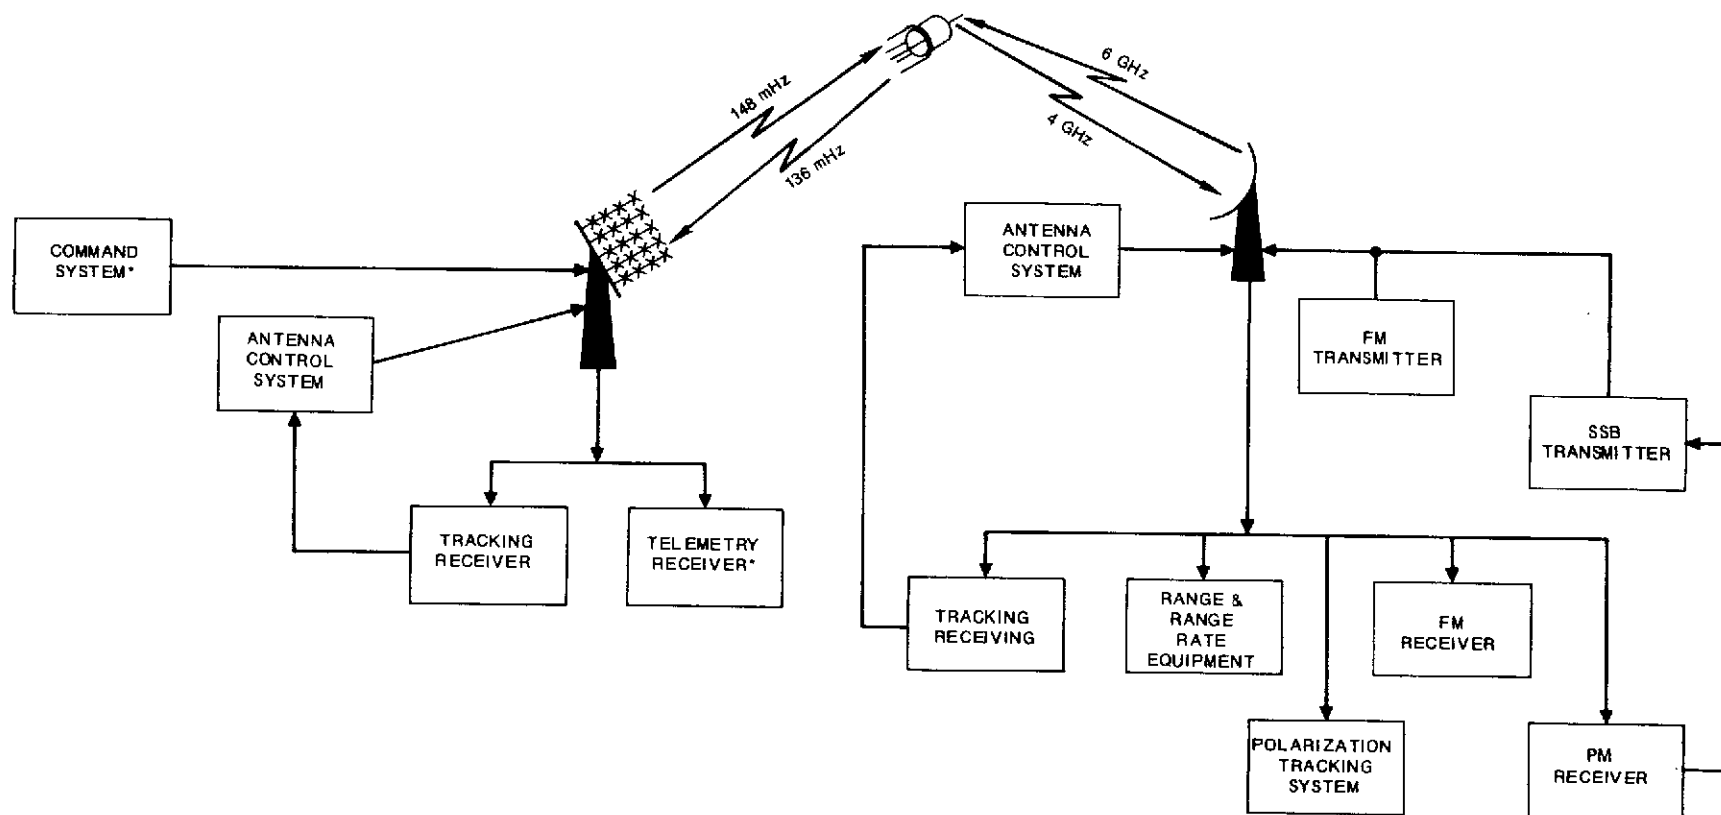 148 mHz
136 mHz
6 GHz
4 GHz
COMMAND
SYSTEM*
ANTENNA
CONTROL
SYSTEM
TRACKING
RECEIVER
TELEMETRY
RECEIVER*
ANTENNA
CONTROL
SYSTEM
FM
TRANSMITTER
SSB
TRANSMITTER
TRACKING
RECEIVING
RANGE &
RANGE
RATE
EQUIPMENT
FM
RECEIVER
POLARIZATION
TRACKING
SYSTEM
PM
RECEIVER